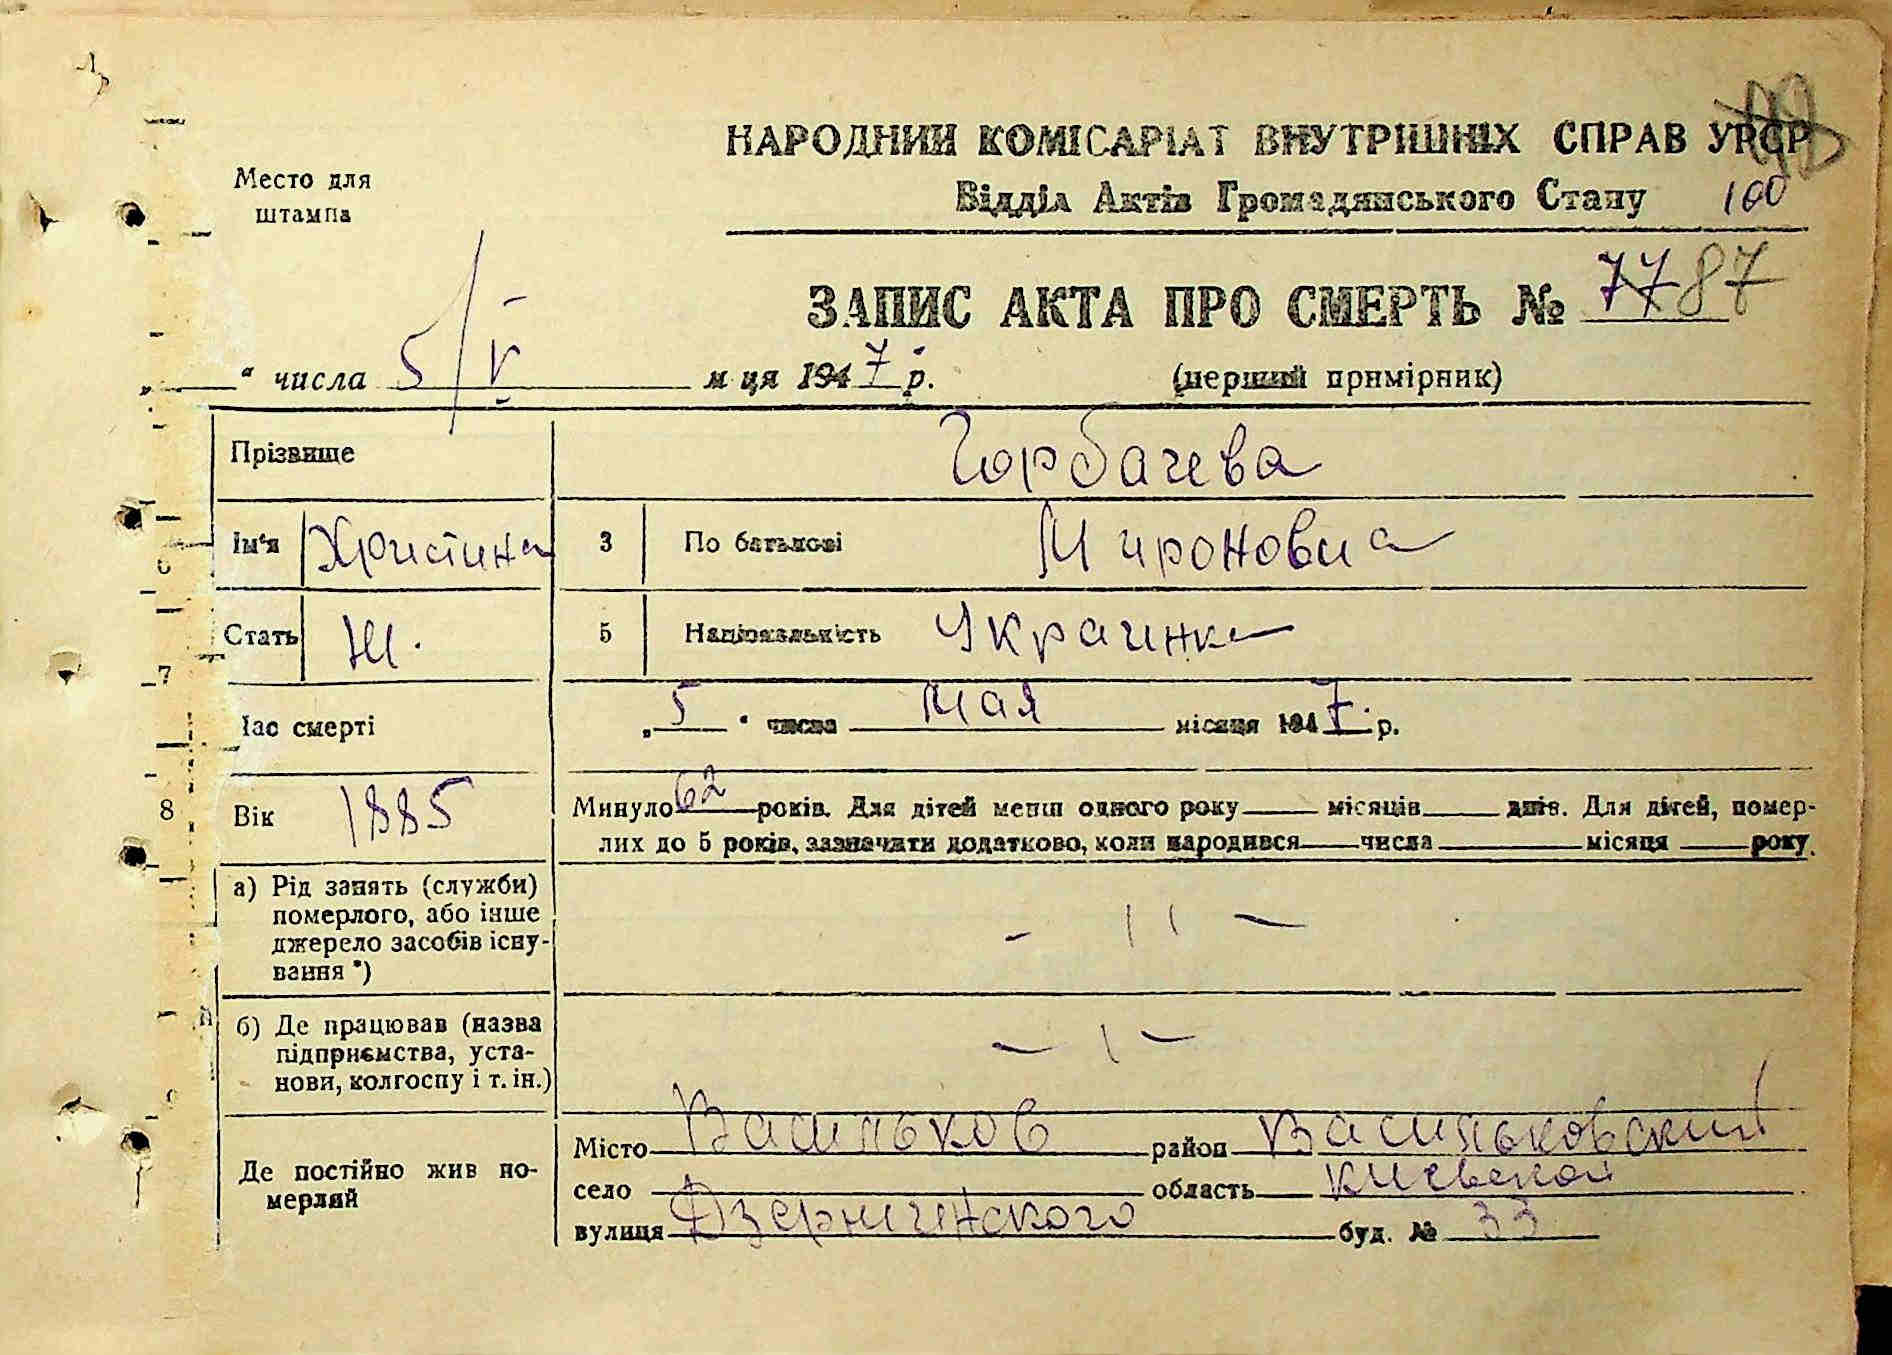 НАРОДНИЙ КОМІСАРІАТ ВНУТРІШНІХ СПРАВ УРСР
Место для штампа
Відділ Актів Громадянського Стану 100
ЗАПИС АКТА ПРО СМЕРТЬ № 77 87
„ “ числа 5/V м ця 1947 р. (перший примірник)
Прізвище Горбачева
Ім'я Христина 3 По батькові Мироновна
Стать Ж. 5 Національність Украинка
Час смерті „5“ числа Мая місяця 1947 р.
8 Вік 1885 Минуло 62 років. Для дітей менш одного року місяців днів. Для дітей, помер-
лих до 5 років, зазначати додатково, коли народився числа місяця року.
а) Рід занять (служби)
померлого, або інше
джерело засобів існу-
вання *)
– ІІ –
б) Де працював (назва
підприємства, уста-
нови, колгоспу і т. ін.)
– І –
Де постійно жив по-
мерлий
Місто Васильков район Васильковский
село область Киевской
вулиця Дзержинского буд. № 33